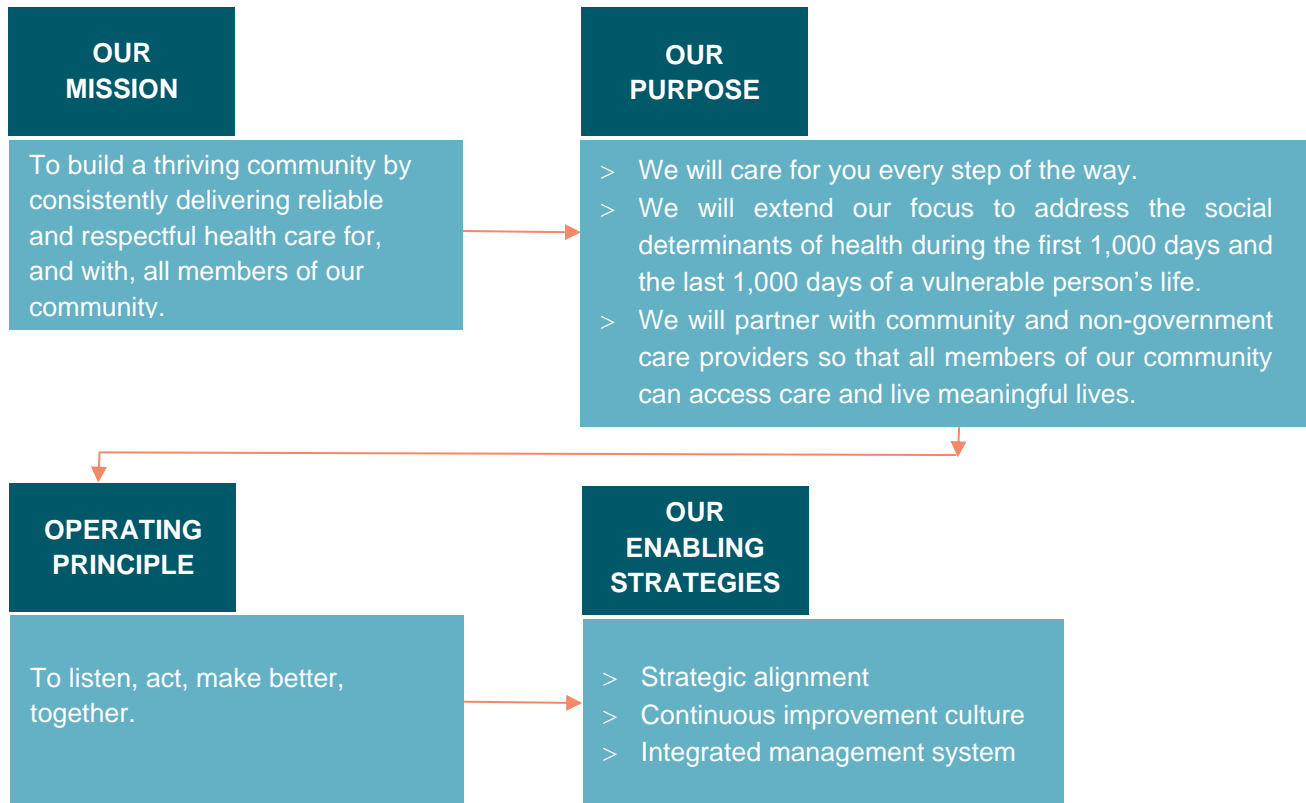 OUR
MISSION
To build a thriving community by
consistently delivering reliable
and respectful health care for,
and with, all members of our
community.
OUR
PURPOSE
> We will care for you every step of the way.
> We will extend our focus to address the social
determinants of health during the first 1,000 days and
the last 1,000 days of a vulnerable person’s life.
> We will partner with community and non-government
care providers so that all members of our community
can access care and live meaningful lives.
OPERATING
PRINCIPLE
To listen, act, make better,
together.
OUR
ENABLING
STRATEGIES
> Strategic alignment
> Continuous improvement culture
> Integrated management system